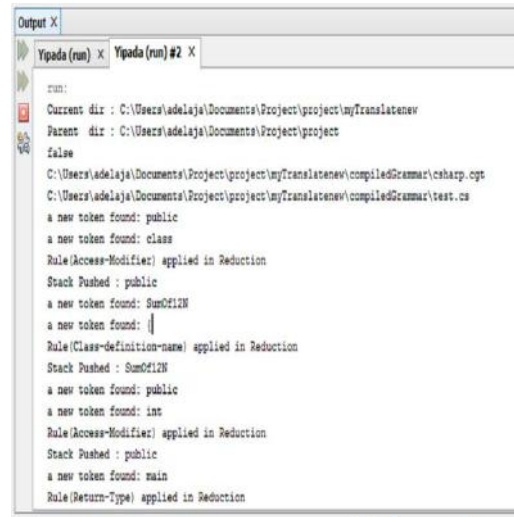 Output X
Yipada (run) X Yipada (run) #2 X
run:
Current dir : C:\Users\adelaja\Documents\Project\project\myTranslatenew
Parent dir : C:\Users\adelaja\Documents\Project\project
false
C:\Users\adelaja\Documents\Project\project\myTranslatenew\compiledGrammar\csharp.cgt
C:\Users\adelaja\Documents\Project\project\myTranslatenew\compiledGrammar\test.cs
a new token found: public
a new token found: class
Rule(Access-Modifier) applied in Reduction
Stack Pushed : public
a new token found: SumOf12N
a new token found: {
Rule(Class-definition-name) applied in Reduction
Stack Pushed : SumOf12N
a new token found: public
a new token found: int
Rule(Access-Modifier) applied in Reduction
Stack Pushed : public
a new token found: main
Rule(Return-Type) applied in Reduction